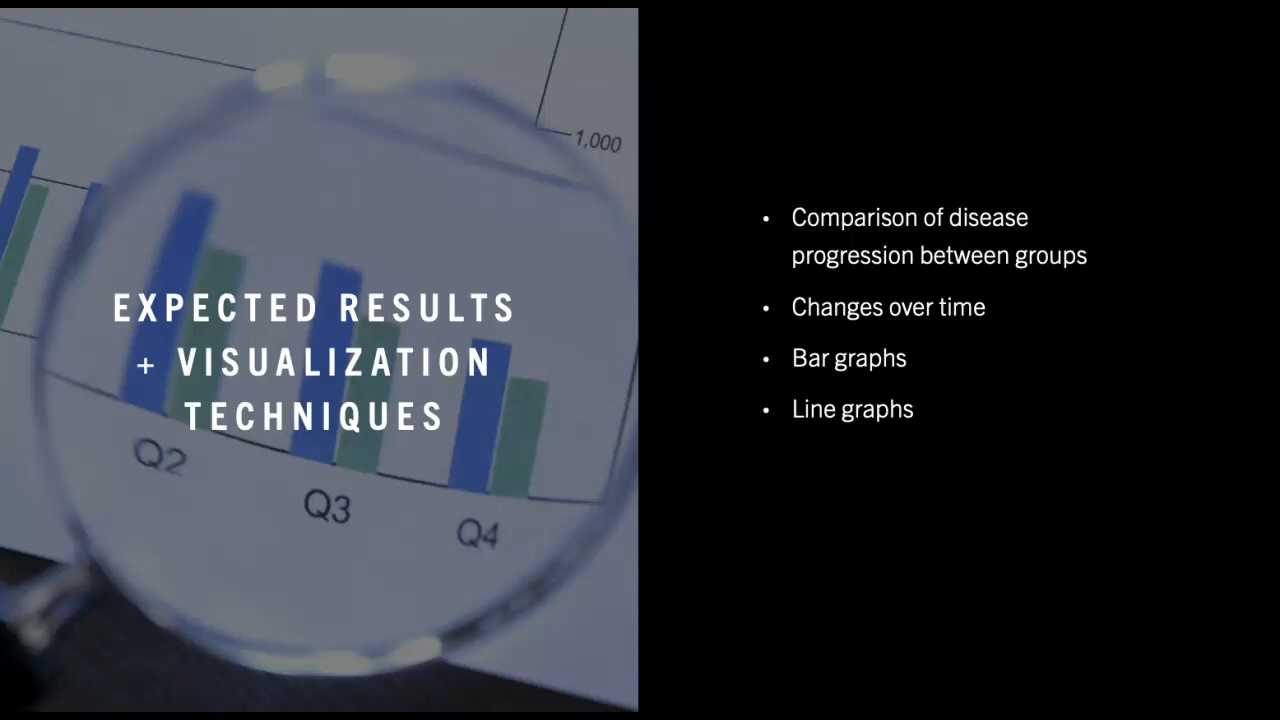 1,000
EXPECTED RESULTS
+ VISUALIZATION
TECHNIQUES
Q2
Q3
Q4
• Comparison of disease
progression between groups
• Changes over time
• Bar graphs
• Line graphs